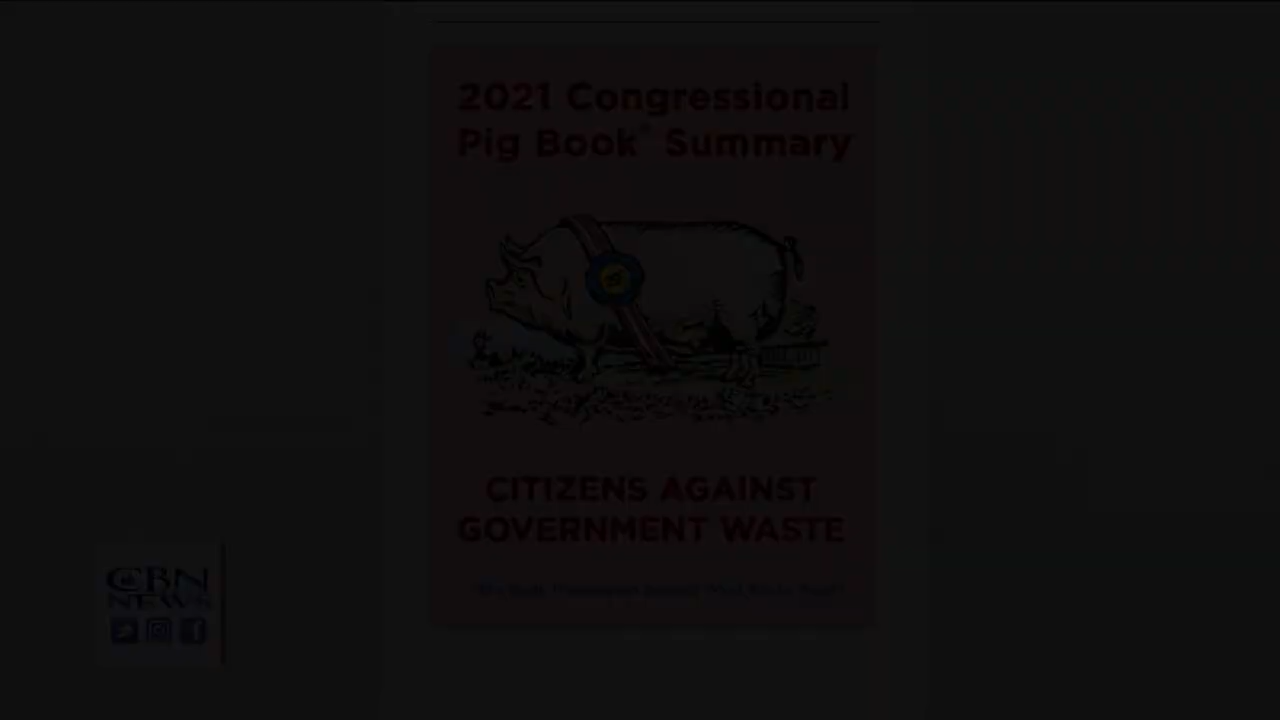 2021 Congressional
Pig Book® Summary
CITIZENS AGAINST
GOVERNMENT WASTE
CBN
NEWS